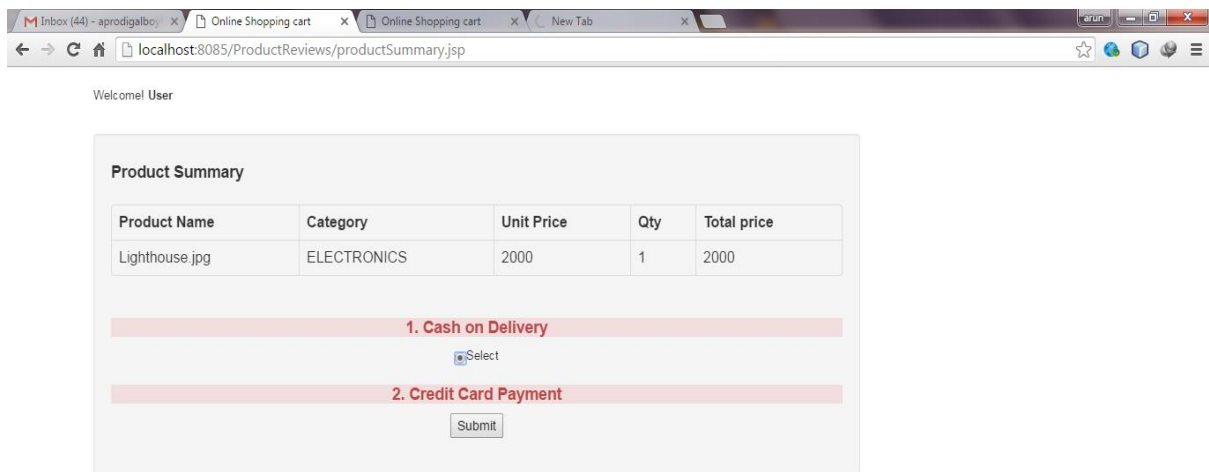 Inbox (44) - aprodigalboy Online Shopping cart Online Shopping cart New Tab arun
localhost:8085/ProductReviews/productSummary.jsp
Welcome! User
Product Summary
Product Name Category Unit Price Qty Total price
Lighthouse.jpg ELECTRONICS 2000 1 2000
1. Cash on Delivery
Select
2. Credit Card Payment
Submit